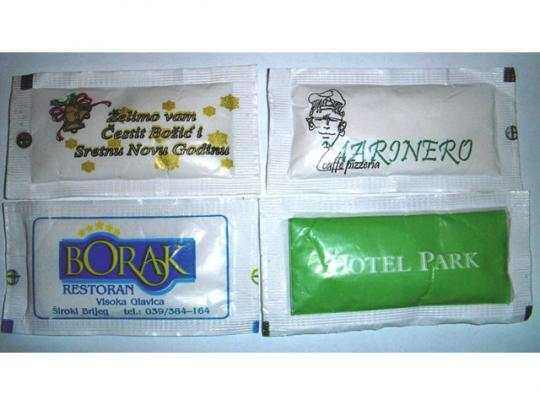 Želimo vam
Čestit Božić i
Sretnu Novu Godinu
MARINERO
caffe pizzeria
BORAK
RESTORAN
Visoka Glavica
Široki Brijeg tel.: 039/384-164
HOTEL PARK